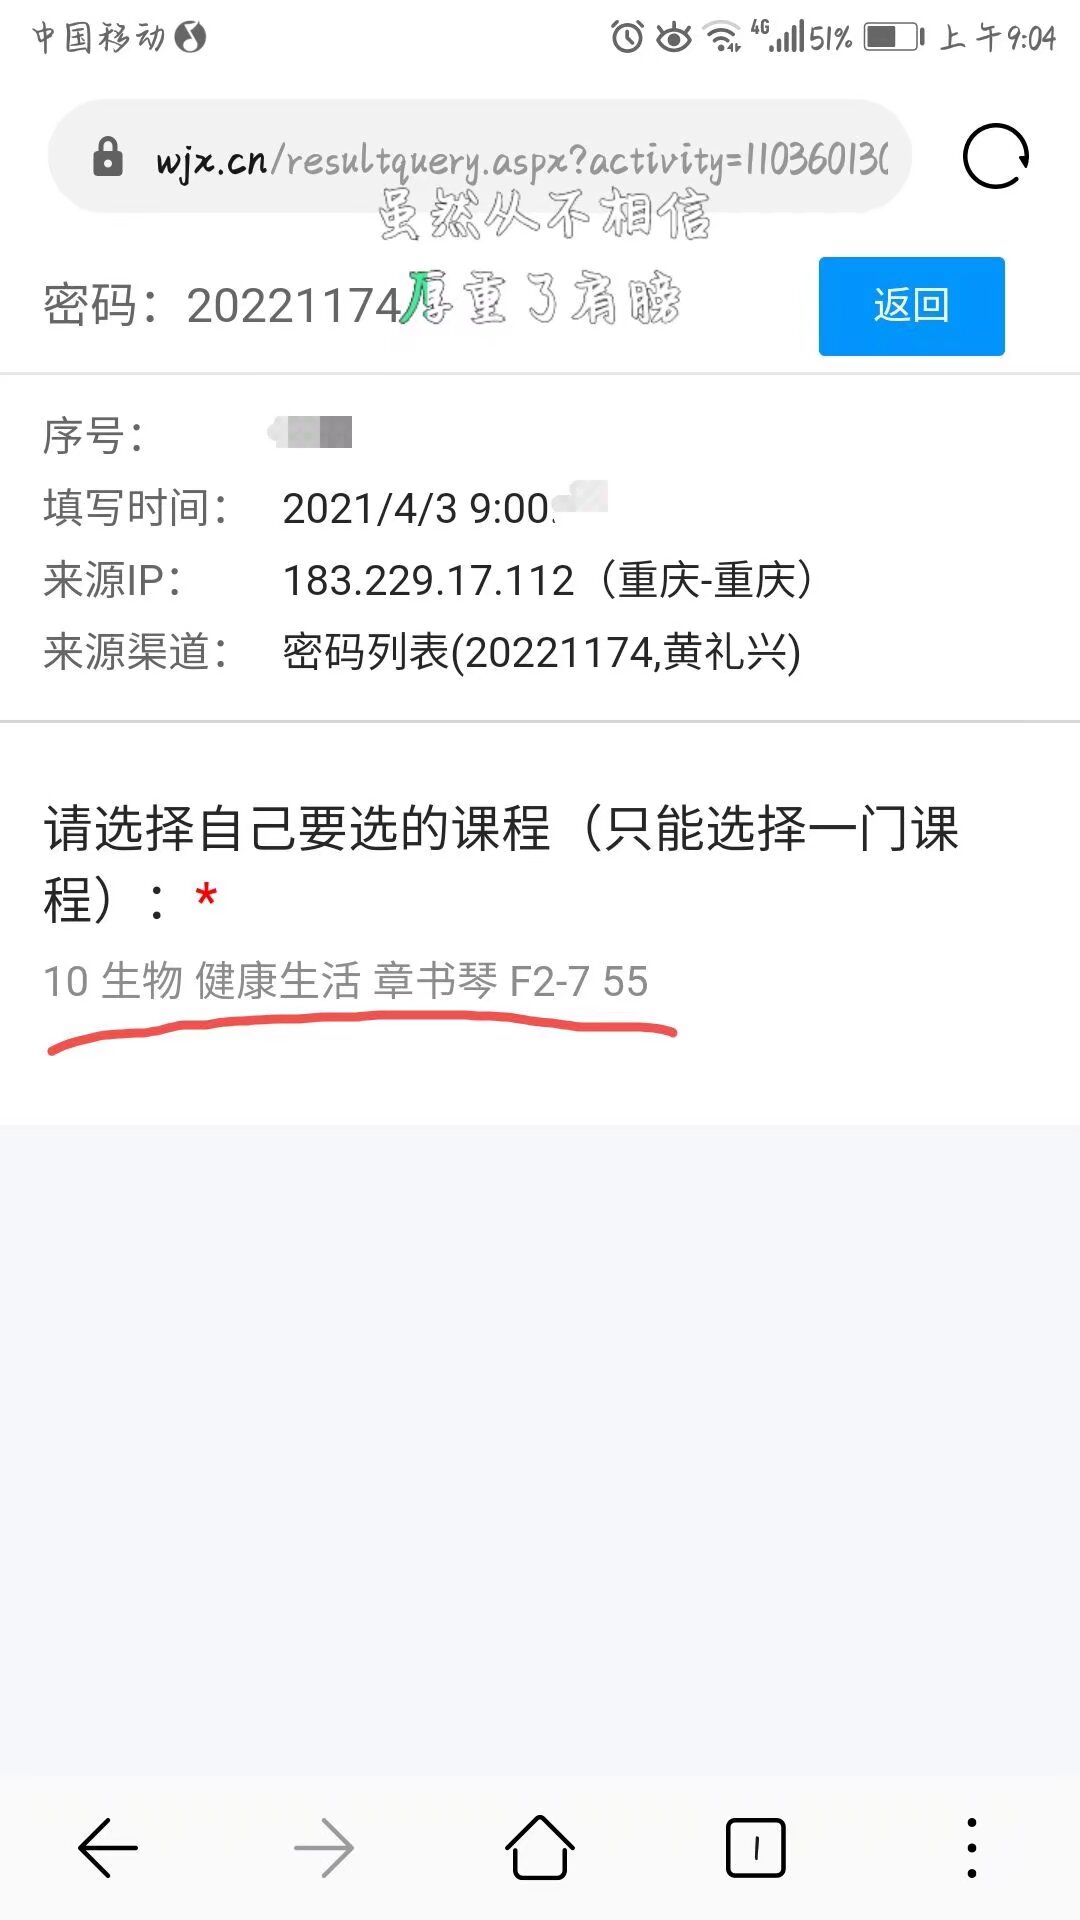 中国移动 4G 51% 上午9:04
wjx.cn/resultquery.aspx?activity=11036013
虽然从不相信
密码：20221174 厚重了肩膀 返回
序号：
填写时间： 2021/4/3 9:00
来源IP： 183.229.17.112（重庆-重庆）
来源渠道： 密码列表(20221174,黄礼兴)
请选择自己要选的课程（只能选择一门课
程）：*
10 生物 健康生活 章书琴 F2-7 55
1